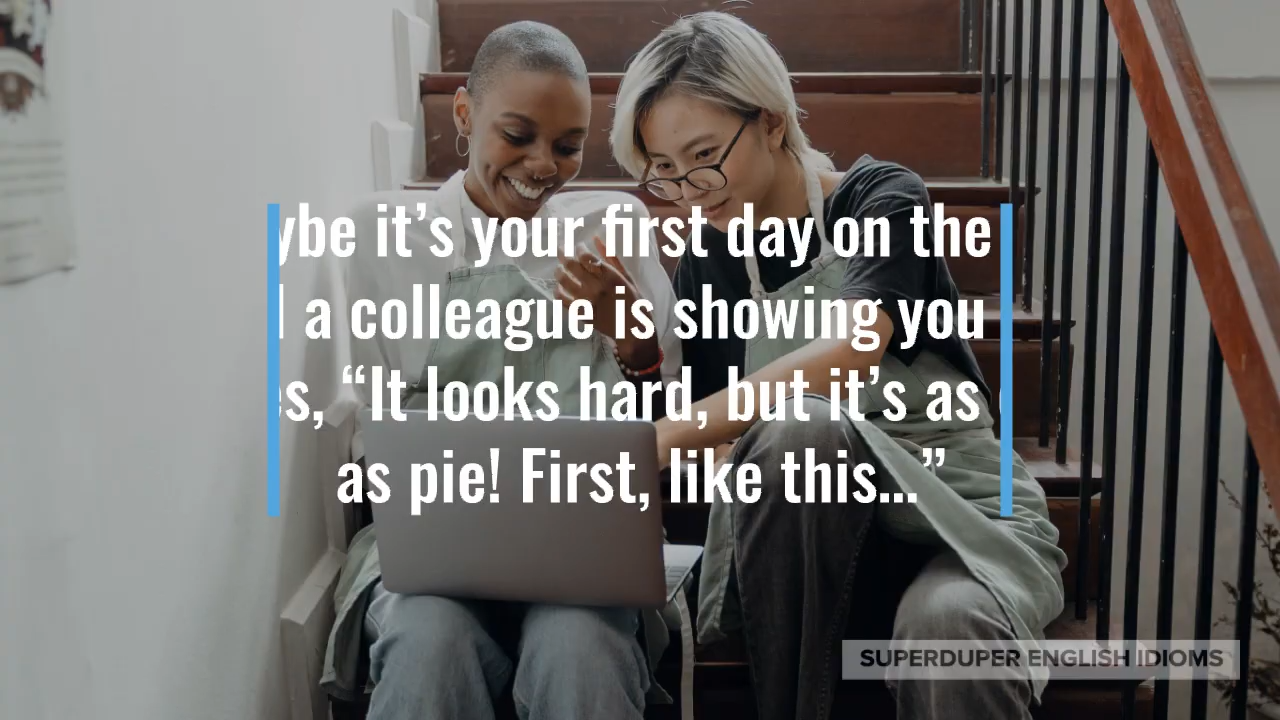 it's your first day on the
a colleague is showing you
"It looks hard, but it's as
as pie! First, like this..."
SUPERDUPER ENGLISH IDIOMS